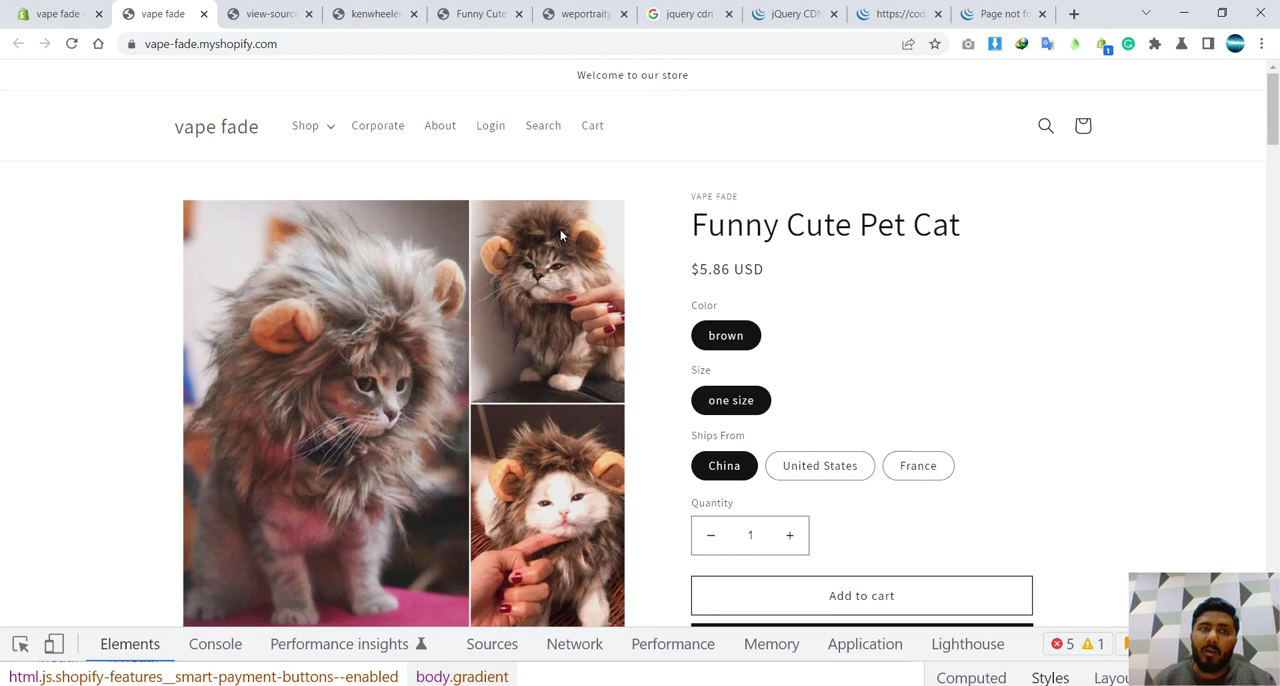 vape fade ·
vape fade
view-source
kenwheeler
Funny Cute
weportraity
jquery cdn
jQuery CDN
https://cod
Page not fo
vape-fade.myshopify.com
1
Welcome to our store
vape fade
Shop
Corporate
About
Login
Search
Cart
VAPE FADE
Funny Cute Pet Cat
$5.86 USD
Color
brown
Size
one size
Ships From
China
United States
France
Quantity
− 1 +
Add to cart
Elements
Console
Performance insights
Sources
Network
Performance
Memory
Application
Lighthouse
5
1
html.js.shopify-features__smart-payment-buttons--enabled
body.gradient
Computed
Styles
Layou